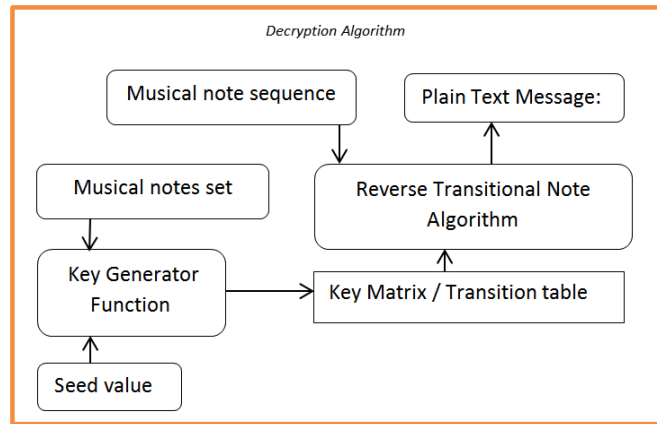 Decryption Algorithm
Musical note sequence
Plain Text Message:
Musical notes set
Reverse Transitional Note
Algorithm
Key Generator
Function
Key Matrix / Transition table
Seed value